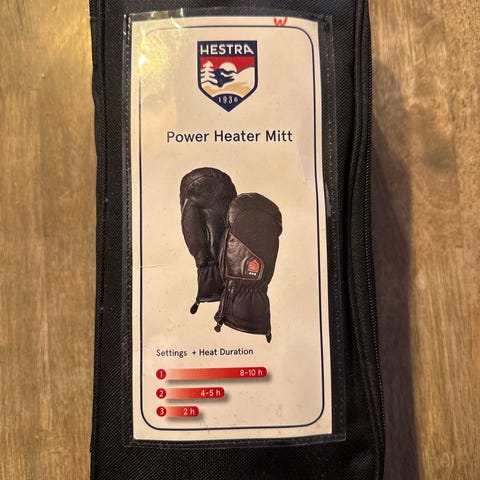 W
HESTRA
1936
Power Heater Mitt
Settings + Heat Duration
1 8-10 h
2 4-5 h
3 2 h